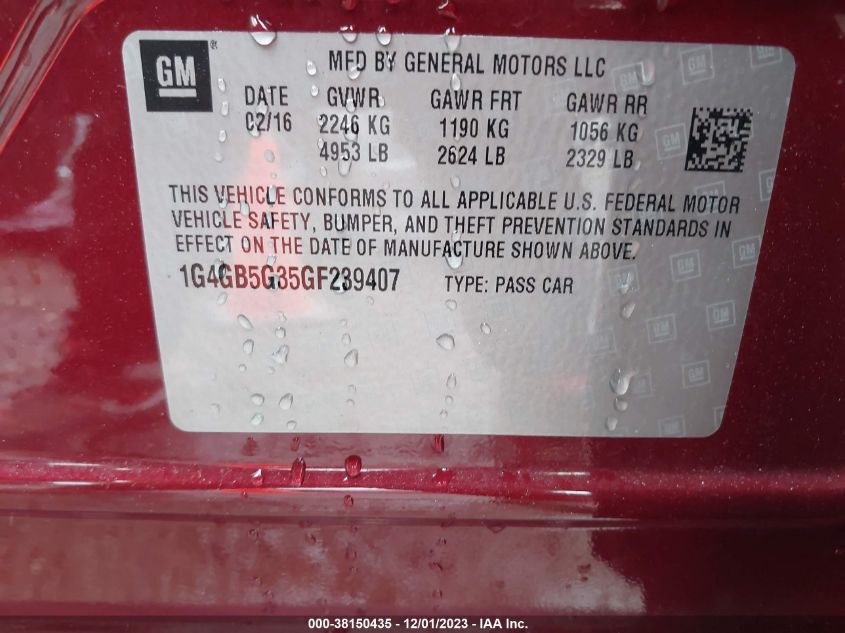 GM
MFD BY GENERAL MOTORS LLC
DATE GVWR GAWR FRT GAWR RR
02/16 2246 KG 1190 KG 1056 KG
4953 LB 2624 LB 2329 LB
THIS VEHICLE CONFORMS TO ALL APPLICABLE U.S. FEDERAL MOTOR
VEHICLE SAFETY, BUMPER, AND THEFT PREVENTION STANDARDS IN
EFFECT ON THE DATE OF MANUFACTURE SHOWN ABOVE.
1G4GB5G35GF239407 TYPE: PASS CAR
000-38150435 - 12/01/2023 - IAA Inc.